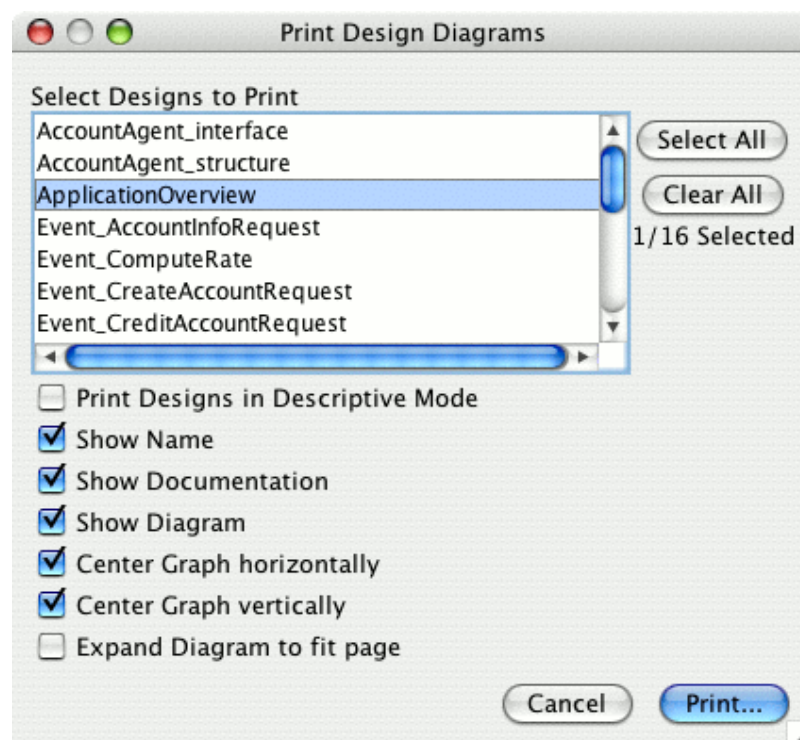 Print Design Diagrams
Select Designs to Print
AccountAgent_interface
AccountAgent_structure
ApplicationOverview
Event_AccountInfoRequest
Event_ComputeRate
Event_CreateAccountRequest
Event_CreditAccountRequest
Select All
Clear All
1/16 Selected
Print Designs in Descriptive Mode
Show Name
Show Documentation
Show Diagram
Center Graph horizontally
Center Graph vertically
Expand Diagram to fit page
Cancel
Print...